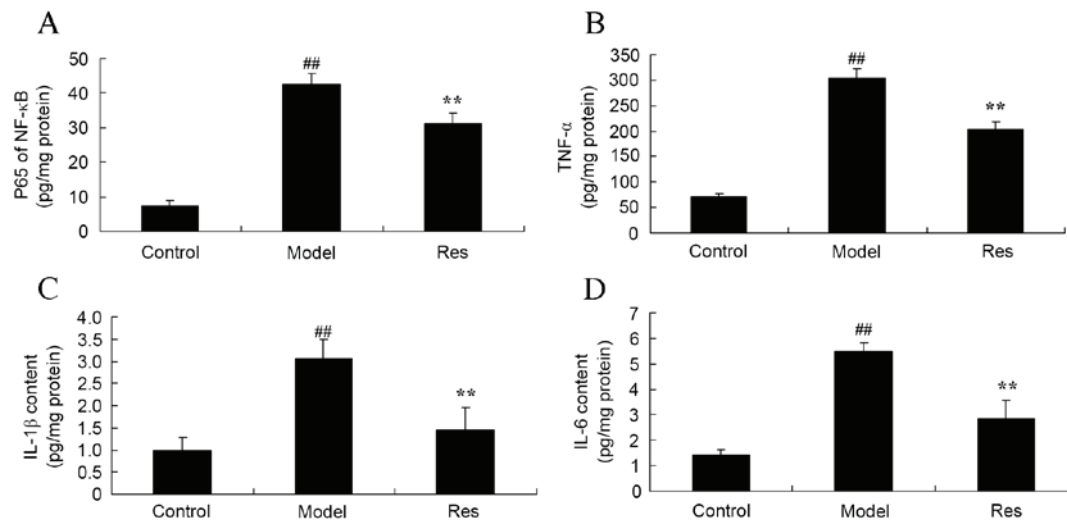 A
P65 of NF-κB
(pg/mg protein)
50
40
30
20
10
0
##
**
Control Model Res
B
TNF-α
(pg/mg protein)
350
300
250
200
150
100
50
0
##
**
Control Model Res
C
IL-1β content
(pg/mg protein)
4.0
3.5
3.0
2.5
2.0
1.5
1.0
0.5
0
##
**
Control Model Res
D
IL-6 content
(pg/mg protein)
7
6
5
4
3
2
1
0
##
**
Control Model Res